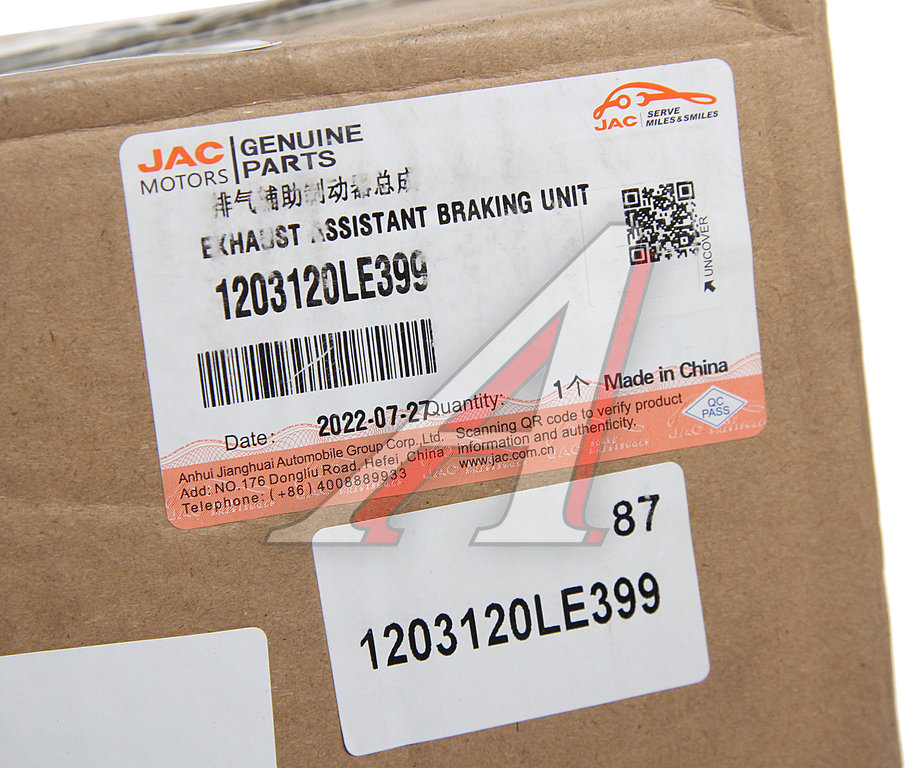 JAC
MOTORS
GENUINE
PARTS
JAC
SERVE
MILES & SMILES
排气辅助制动器总成
EXHAUST ASSISTANT BRAKING UNIT
1203120LE399
UNCOVER
Date: 2022-07-27 Quantity: 1个 Made in China
QC
PASS
Anhui Jianghuai Automobile Group Corp.,Ltd.
Add: NO.176 Dongliu Road, Hefei, China
Telephone: (+86) 4008889933
Scanning QR code to verify product
information and authenticity.
www.jac.com.cn
JAC
87
1203120LE399